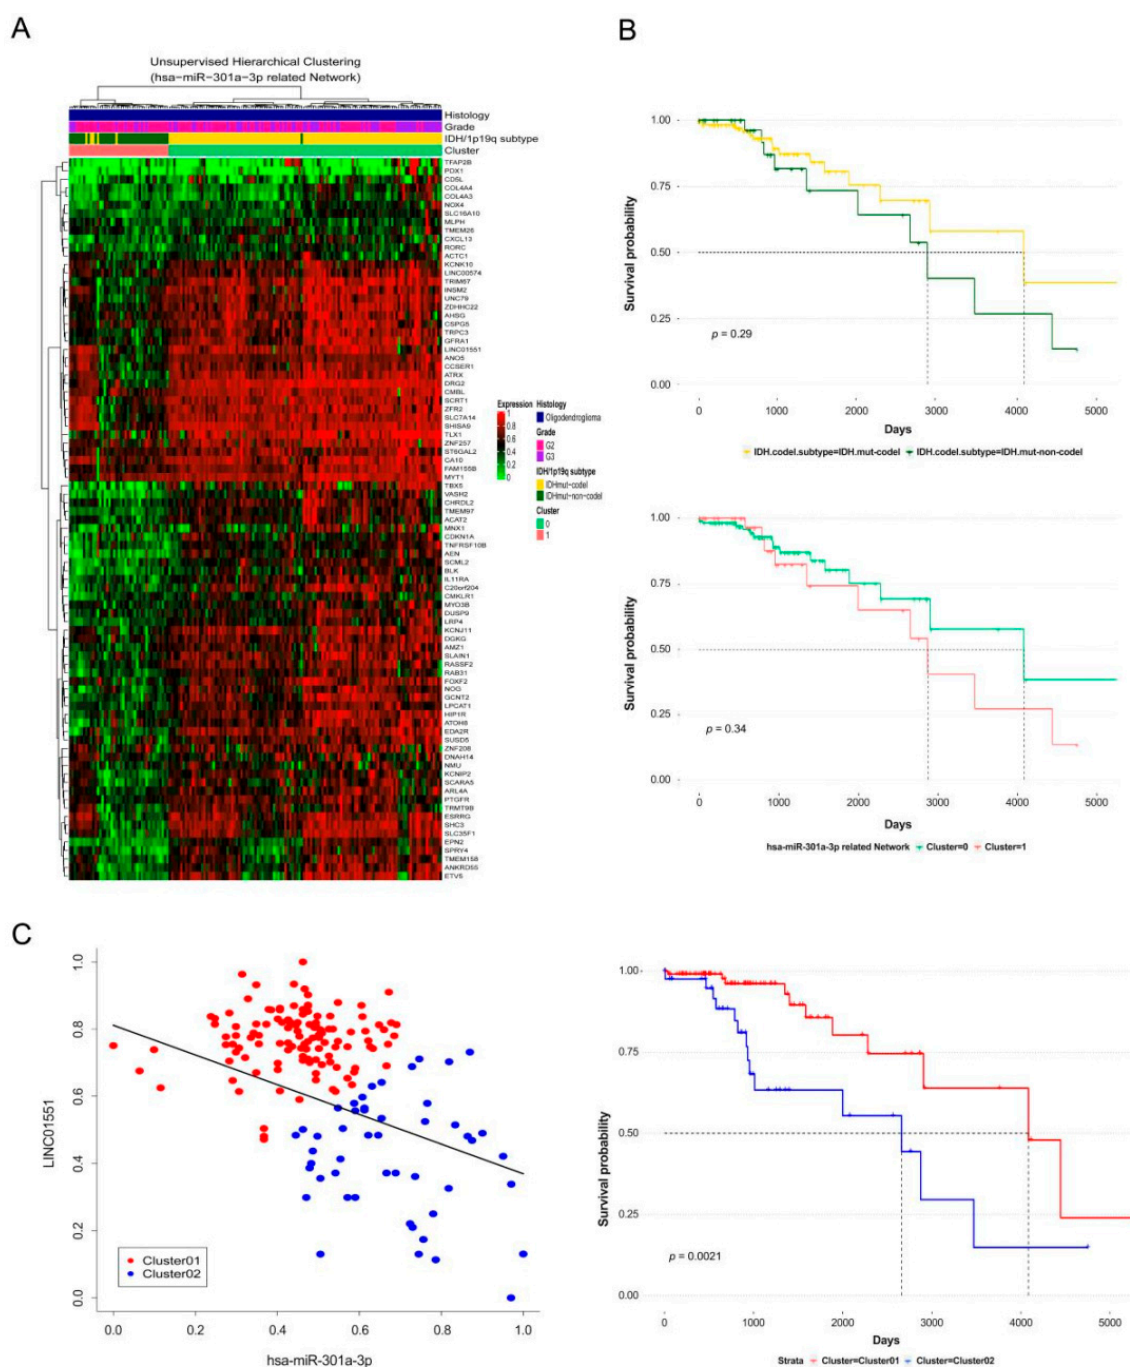 A
Unsupervised Hierarchical Clustering
(hsa-miR-301a-3p related Network)
Histology
Grade
IDH/1p19q subtype
Cluster
TFAP2B
PDX1
CD5L
COL4A4
COL4A3
NOX4
SLC16A10
MLPH
TMEM26
CXCL13
RORC
ACTC1
KCNK10
LINC00574
TRIM67
INSM2
UNC79
ZDHHC22
AHSG
CSPG5
TRPC3
GFRA1
LINC01551
ANO5
CCSER1
ATRX
DRG2
CMBL
SCRT1
ZFR2
SLC7A14
SHISA9
TLX1
ZNF257
ST6GAL2
CA10
FAM155B
MYT1
TBX5
VASH2
CHRDL2
TMEM97
ACAT2
MNX1
CDKN1A
TNFRSF10B
AEN
SCML2
BLK
IL11RA
C20orf204
CMKLR1
MYO3B
DUSP9
LRP4
KCNJ11
DGKG
AMZ1
SLAIN1
RASSF2
RAB31
FOXF2
NOG
GCNT2
LPCAT1
HIP1R
ATOH8
EDA2R
SUSD5
ZNF208
DNAH14
NMU
KCNIP2
SCARA5
ARL4A
PTGFR
TRMT9B
ESRRG
SHC3
SLC35F1
EPN2
SPRY4
TMEM158
ANKRD55
ETV5
Expression
1
0.8
0.6
0.4
0.2
0
Histology
Oligodendroglioma
Grade
G2
G3
IDH/1p19q subtype
IDHmut-codel
IDHmut-non-codel
Cluster
0
1
B
Survival probability
1.00
0.75
0.50
0.25
0.00
p = 0.29
0 1000 2000 3000 4000 5000
Days
IDH.codel.subtype=IDH.mut-codel IDH.codel.subtype=IDH.mut-non-codel
Survival probability
1.00
0.75
0.50
0.25
0.00
p = 0.34
0 1000 2000 3000 4000 5000
Days
hsa-miR-301a-3p related Network Cluster=0 Cluster=1
C
LINC01551
1.0
0.8
0.6
0.4
0.2
0.0
Cluster01
Cluster02
0.0 0.2 0.4 0.6 0.8 1.0
hsa-miR-301a-3p
Survival probability
1.00
0.75
0.50
0.25
0.00
p = 0.0021
0 1000 2000 3000 4000 5000
Days
Strata Cluster=Cluster01 Cluster=Cluster02